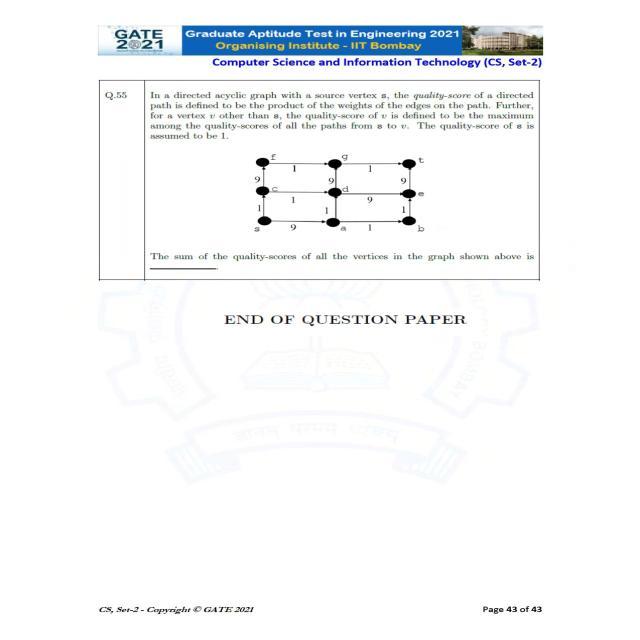 GATE
2021
Graduate Aptitude Test in Engineering 2021
Organising Institute - IIT Bombay
Computer Science and Information Technology (CS, Set-2)
Q.55
In a directed acyclic graph with a source vertex s, the quality-score of a directed
path is defined to be the product of the weights of the edges on the path. Further,
for a vertex v other than s, the quality-score of v is defined to be the maximum
among the quality-scores of all the paths from s to v. The quality-score of s is
assumed to be 1.
f g t
1 1
9 9 9
c d e
1 9
1 1 1
s 9 a 1 b
The sum of the quality-scores of all the vertices in the graph shown above is
.
END OF QUESTION PAPER
CS, Set-2 - Copyright © GATE 2021
Page 43 of 43